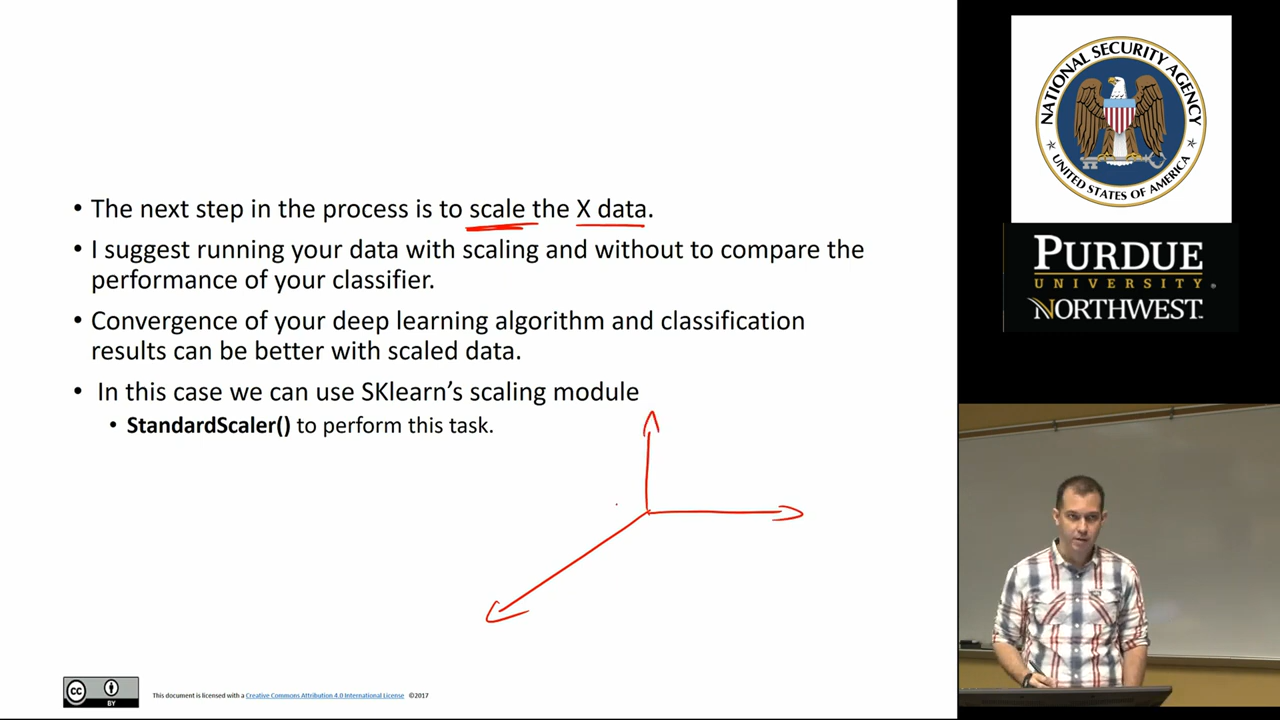 • The next step in the process is to scale the X data.
• I suggest running your data with scaling and without to compare the
performance of your classifier.
• Convergence of your deep learning algorithm and classification
results can be better with scaled data.
• In this case we can use SKlearn’s scaling module
• StandardScaler() to perform this task.
cc
BY
This document is licensed with a Creative Commons Attribution 4.0 International License ©2017
NATIONAL SECURITY AGENCY
UNITED STATES OF AMERICA
PURDUE
UNIVERSITY
NORTHWEST